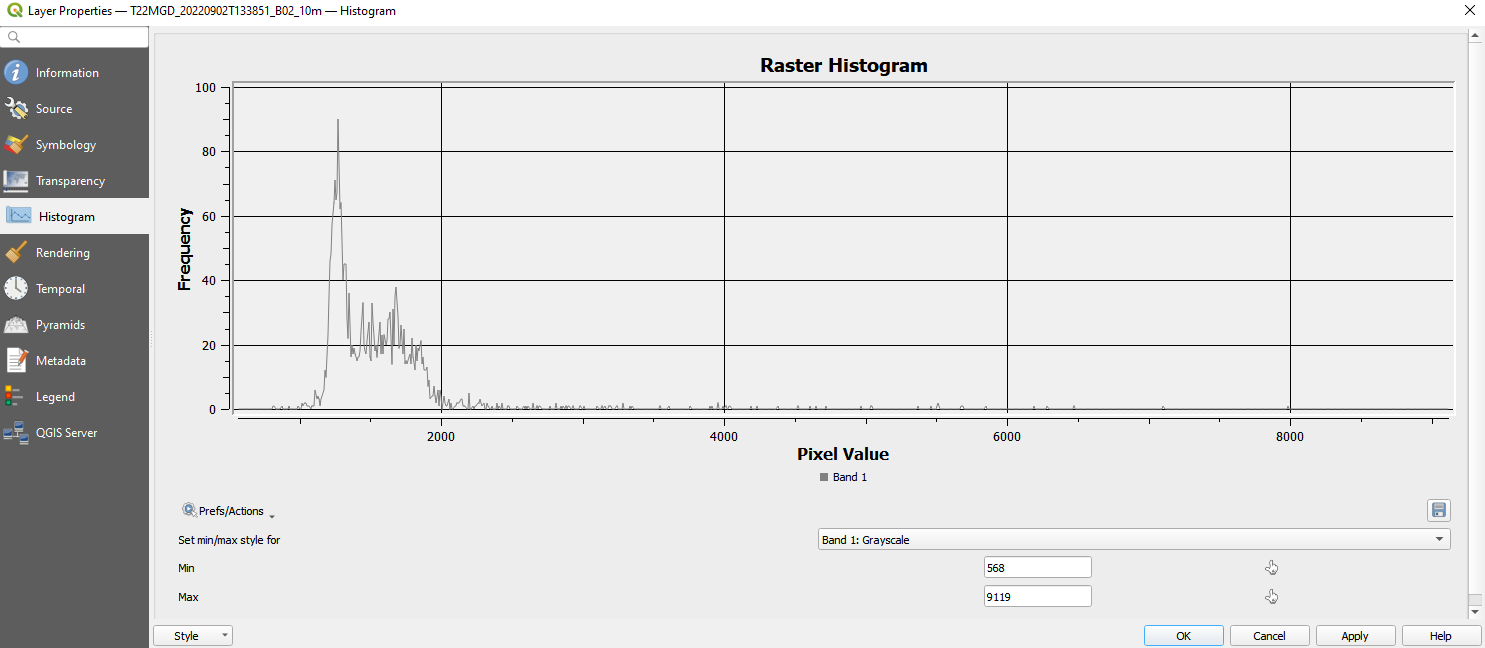 Layer Properties — T22MGD_20220902T133851_B02_10m — Histogram
Information
Source
Symbology
Transparency
Histogram
Rendering
Temporal
Pyramids
Metadata
Legend
QGIS Server
Raster Histogram
Frequency
100
80
60
40
20
0
2000 4000 6000 8000
Pixel Value
Band 1
Prefs/Actions
Set min/max style for Band 1: Grayscale
Min 568
Max 9119
Style OK Cancel Apply Help